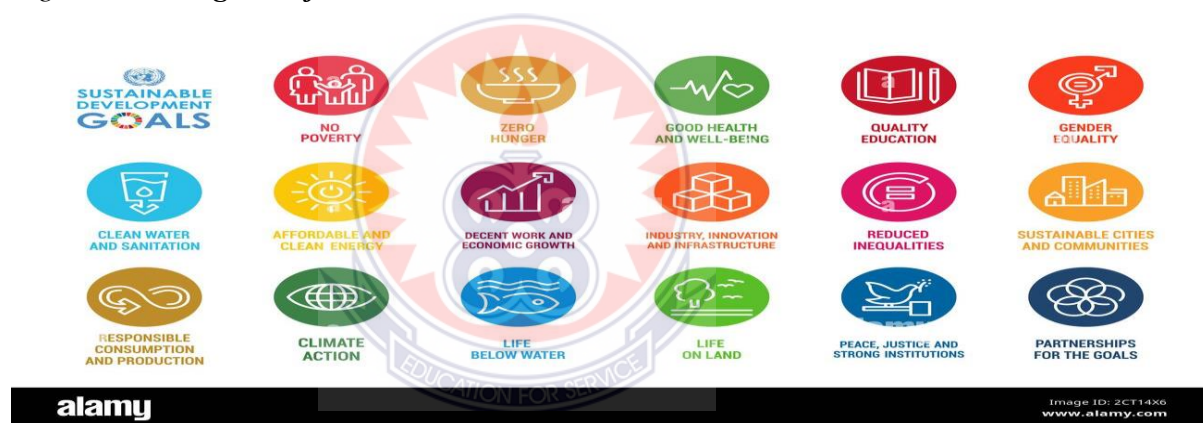 SUSTAINABLE
DEVELOPMENT
GOALS
NO
POVERTY
ZERO
HUNGER
GOOD HEALTH
AND WELL-BEING
QUALITY
EDUCATION
GENDER
EQUALITY
CLEAN WATER
AND SANITATION
AFFORDABLE AND
CLEAN ENERGY
DECENT WORK AND
ECONOMIC GROWTH
INDUSTRY, INNOVATION
AND INFRASTRUCTURE
REDUCED
INEQUALITIES
SUSTAINABLE CITIES
AND COMMUNITIES
RESPONSIBLE
CONSUMPTION
AND PRODUCTION
CLIMATE
ACTION
LIFE
BELOW WATER
LIFE
ON LAND
PEACE, JUSTICE AND
STRONG INSTITUTIONS
PARTNERSHIPS
FOR THE GOALS
EDUCATION FOR SERVICE
alamy
Image ID: 2CT14X6
www.alamy.com